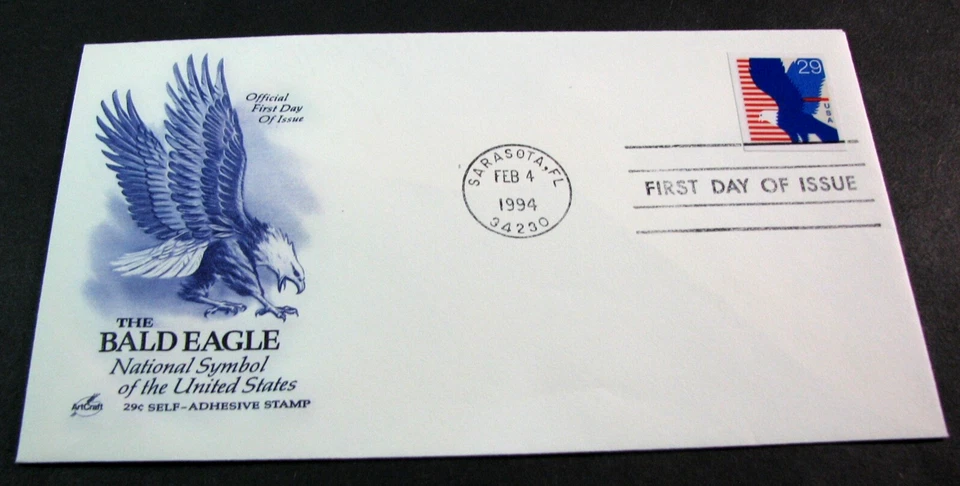 Official
First Day
Of Issue
29
USA
SARASOTA, FL
FEB 4
1994
34230
FIRST DAY OF ISSUE
THE
BALD EAGLE
National Symbol
of the United States
ArtCraft
29¢ SELF-ADHESIVE STAMP